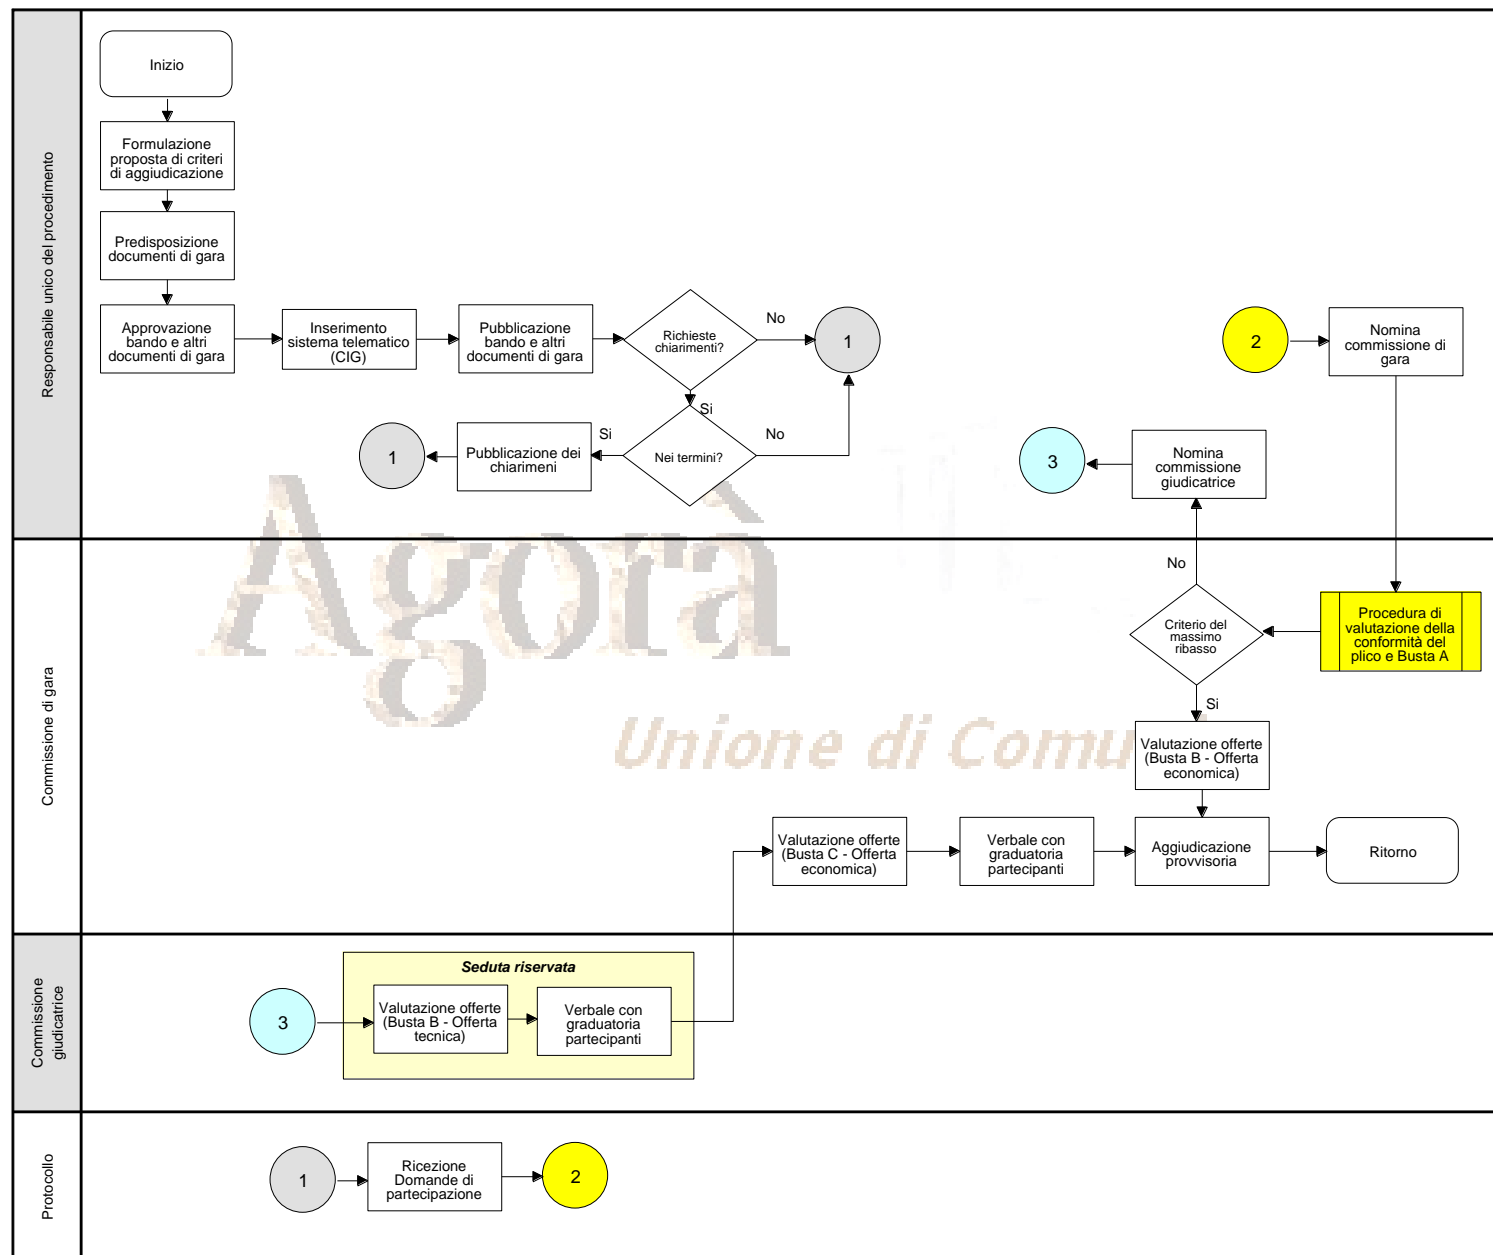 Responsabile unico del procedimento
Inizio
Formulazione
proposta di criteri
di aggiudicazione
Predisposizione
documenti di gara
Approvazione
bando e altri
documenti di gara
Inserimento
sistema telematico
(CIG)
Pubblicazione
bando e altri
documenti di gara
Richieste
chiarimenti?
No
1
Si
Nei termini?
No
Si
Pubblicazione dei
chiarimeni
1
2
Nomina
commissione di
gara
Nomina
commissione
giudicatrice
3
Agorà
Unione di Comu
Commissione di gara
No
Criterio del
massimo
ribasso
Procedura di
valutazione della
conformità del
plico e Busta A
Si
Valutazione offerte
(Busta B - Offerta
economica)
Valutazione offerte
(Busta C - Offerta
economica)
Verbale con
graduatoria
partecipanti
Aggiudicazione
provvisoria
Ritorno
Commissione
giudicatrice
Seduta riservata
3
Valutazione offerte
(Busta B - Offerta
tecnica)
Verbale con
graduatoria
partecipanti
Protocollo
1
Ricezione
Domande di
partecipazione
2